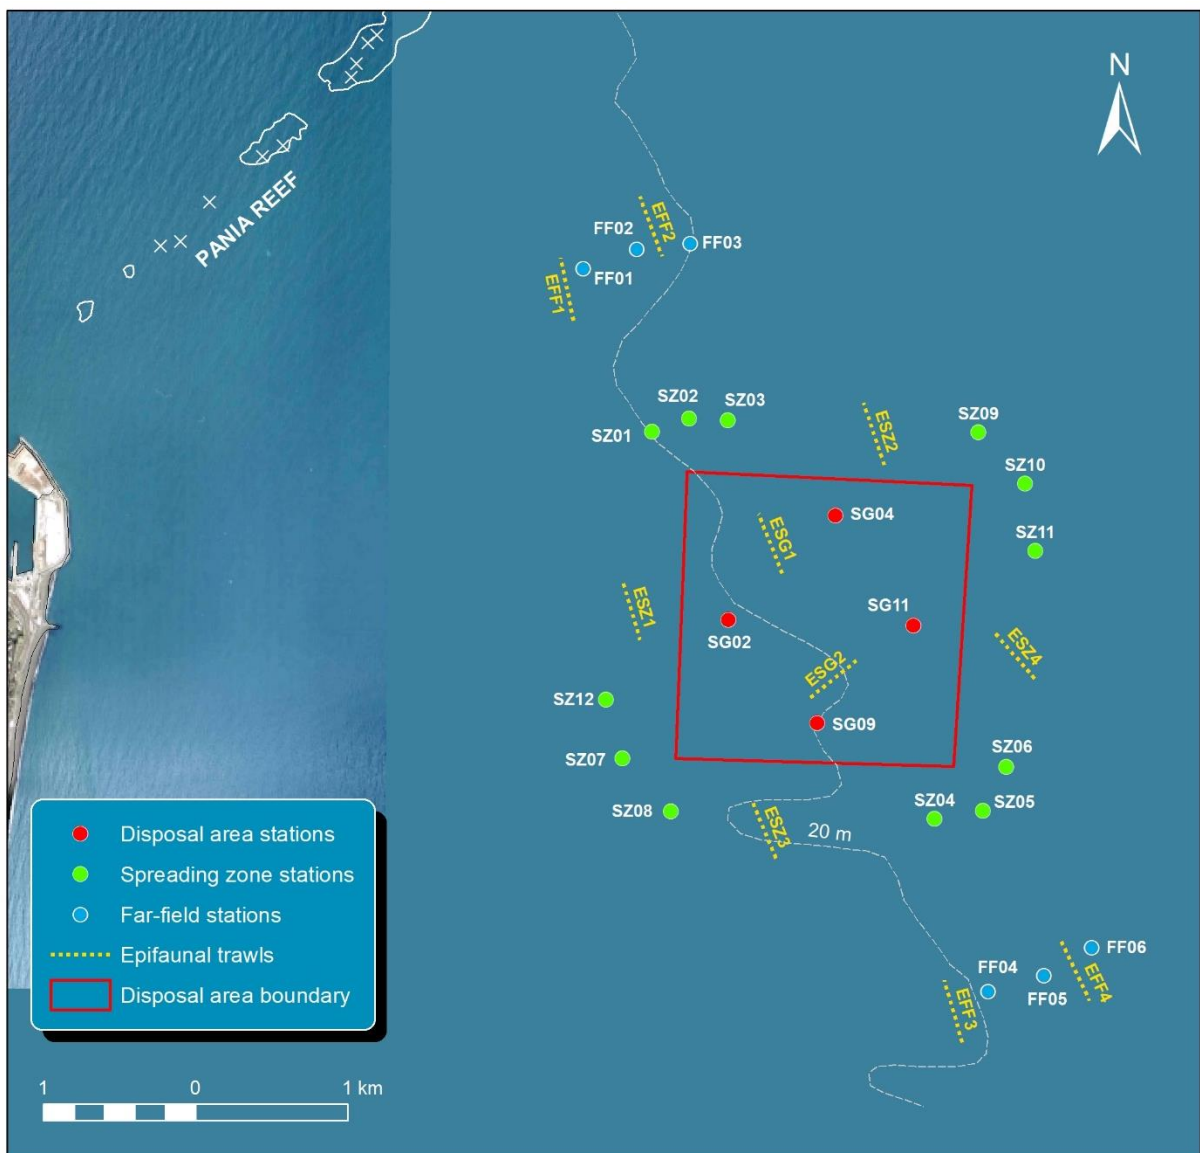 N
PANIA REEF
FF02
EFF2
FF03
FF01
EFF1
SZ02
SZ03
SZ01
ESZ2
SZ09
SZ10
SG04
ESG1
SZ11
ESZ1
SG11
SG02
ESZ4
ESG2
SZ12
SG09
SZ07
SZ06
SZ08
SZ04
SZ05
ESZ3
20 m
FF06
FF04
FF05
EFF4
EFF3
Disposal area stations
Spreading zone stations
Far-field stations
Epifaunal trawls
Disposal area boundary
1 0 1 km